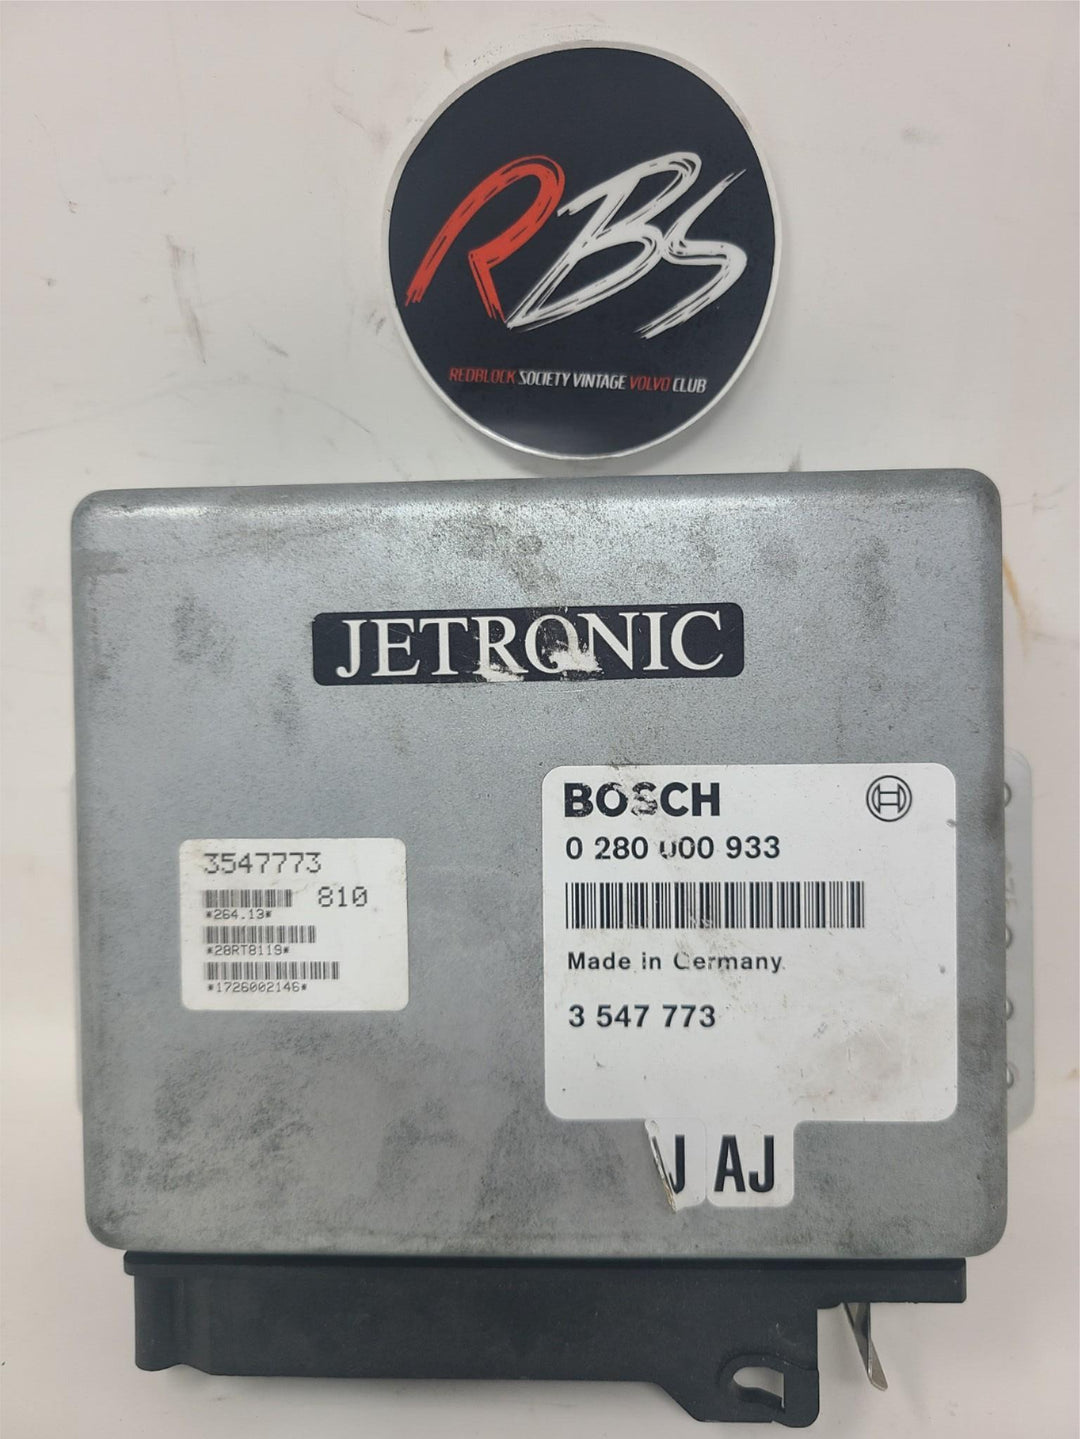 RBS
REDBLOCK SOCIETY VINTAGE VOLVO CLUB
JETRONIC
BOSCH
0 280 000 933
Made in Germany
3 547 773
J AJ
3547773
810
*264.13*
*28RT8119*
*1726002146*